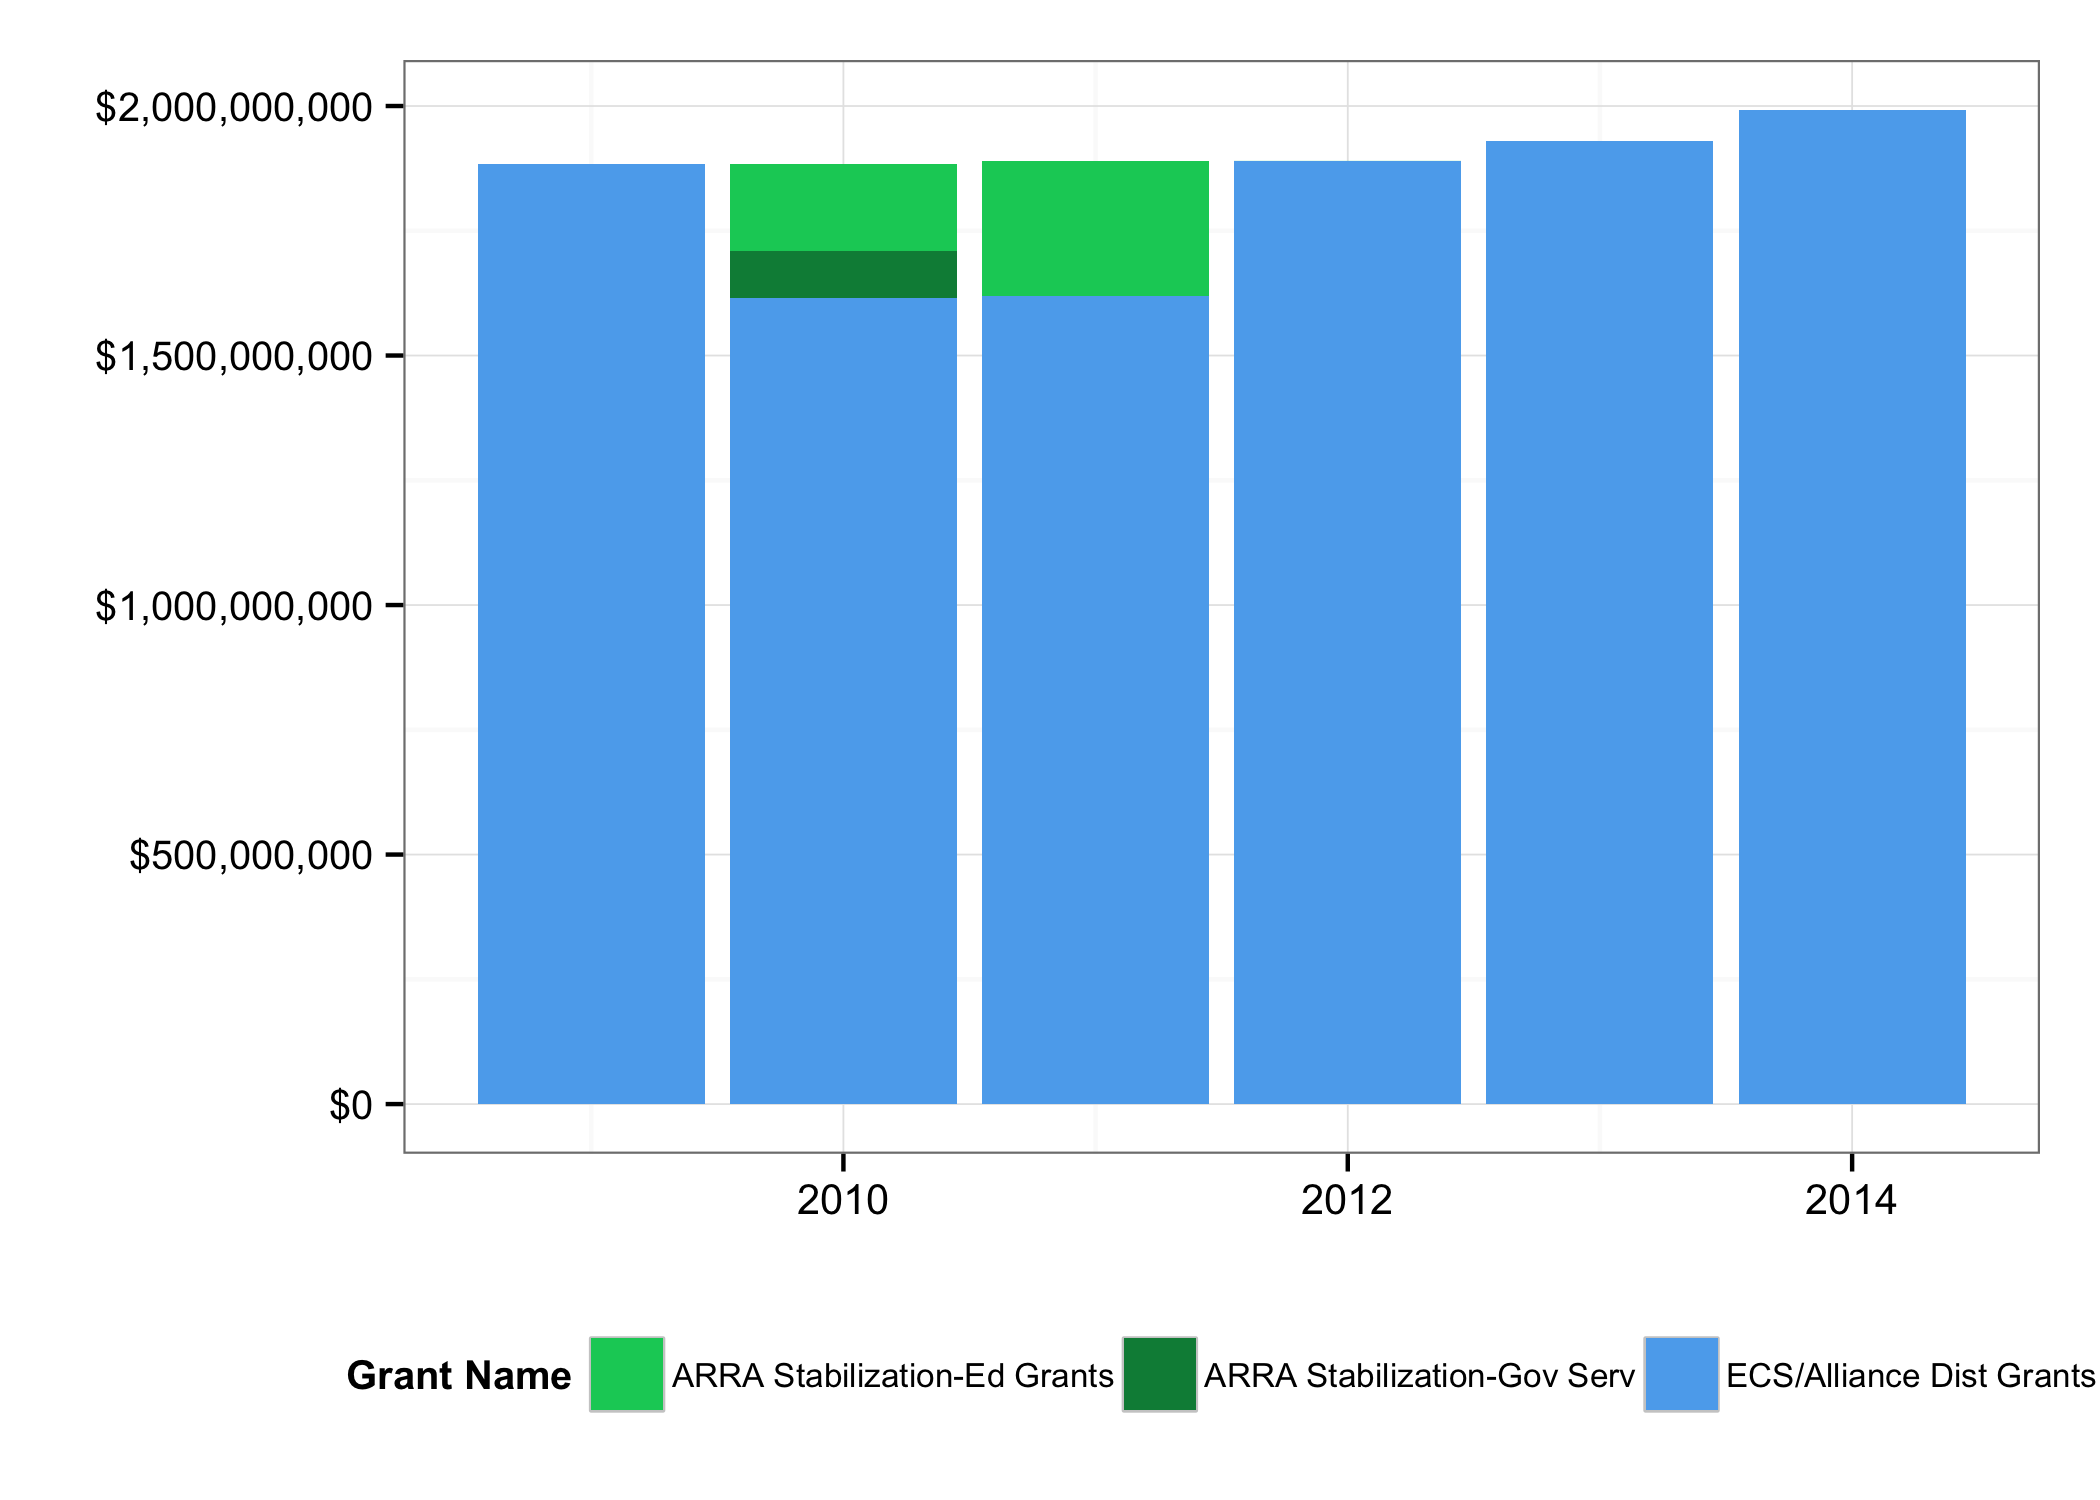 $2,000,000,000
$1,500,000,000
$1,000,000,000
$500,000,000
$0
2010 2012 2014
Grant Name ARRA Stabilization-Ed Grants ARRA Stabilization-Gov Serv ECS/Alliance Dist Grants